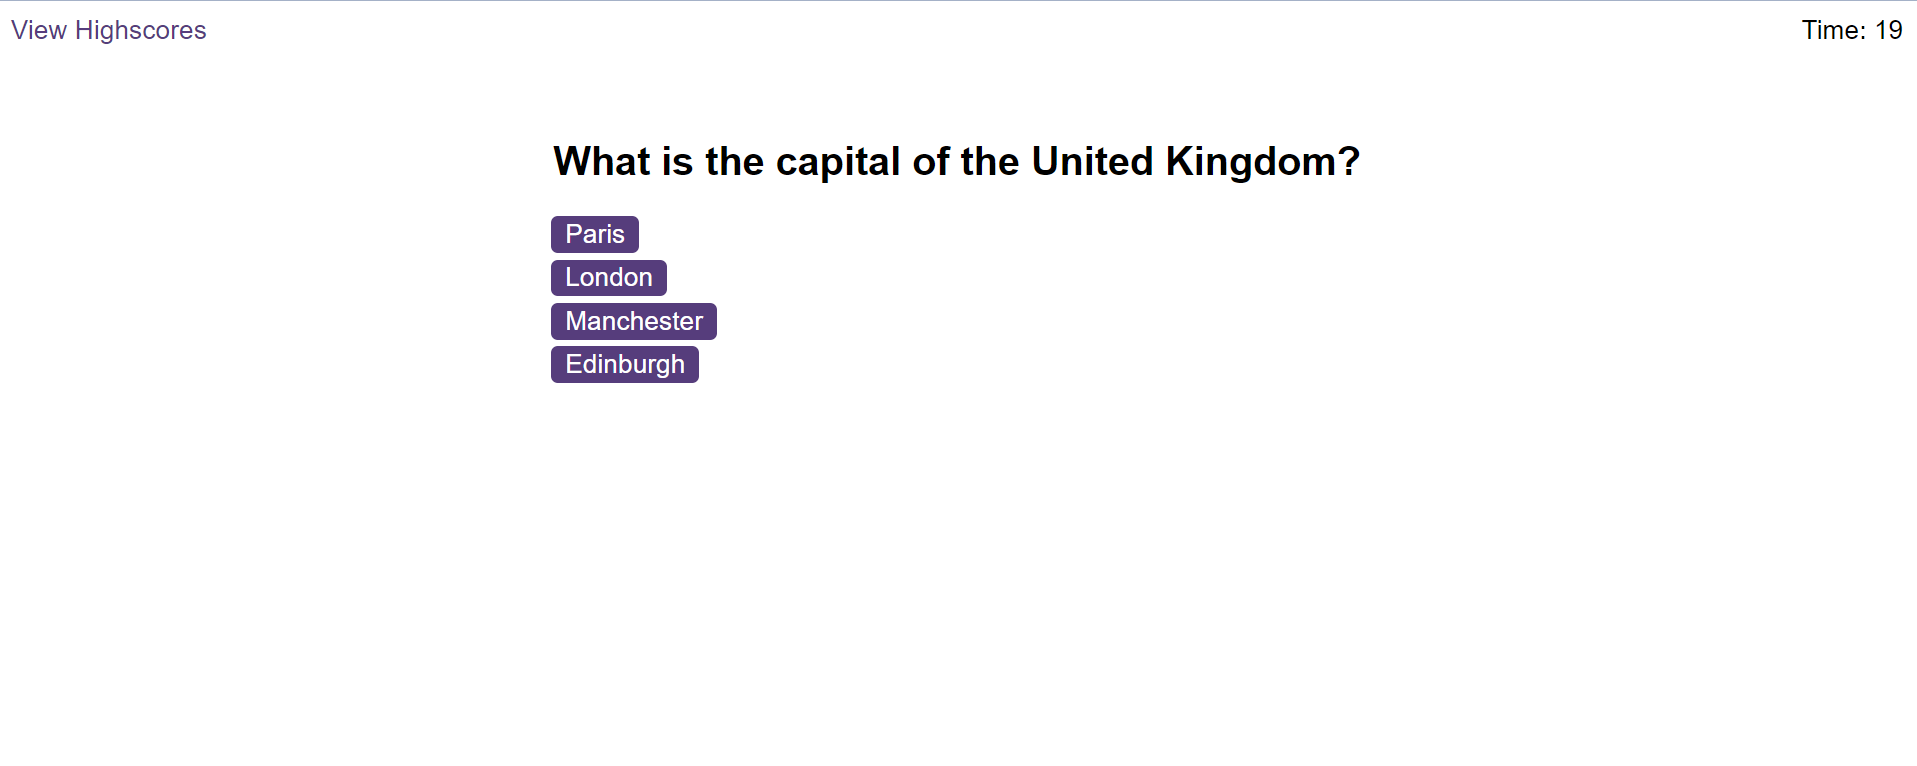 View Highscores
Time: 19
What is the capital of the United Kingdom?
Paris
London
Manchester
Edinburgh